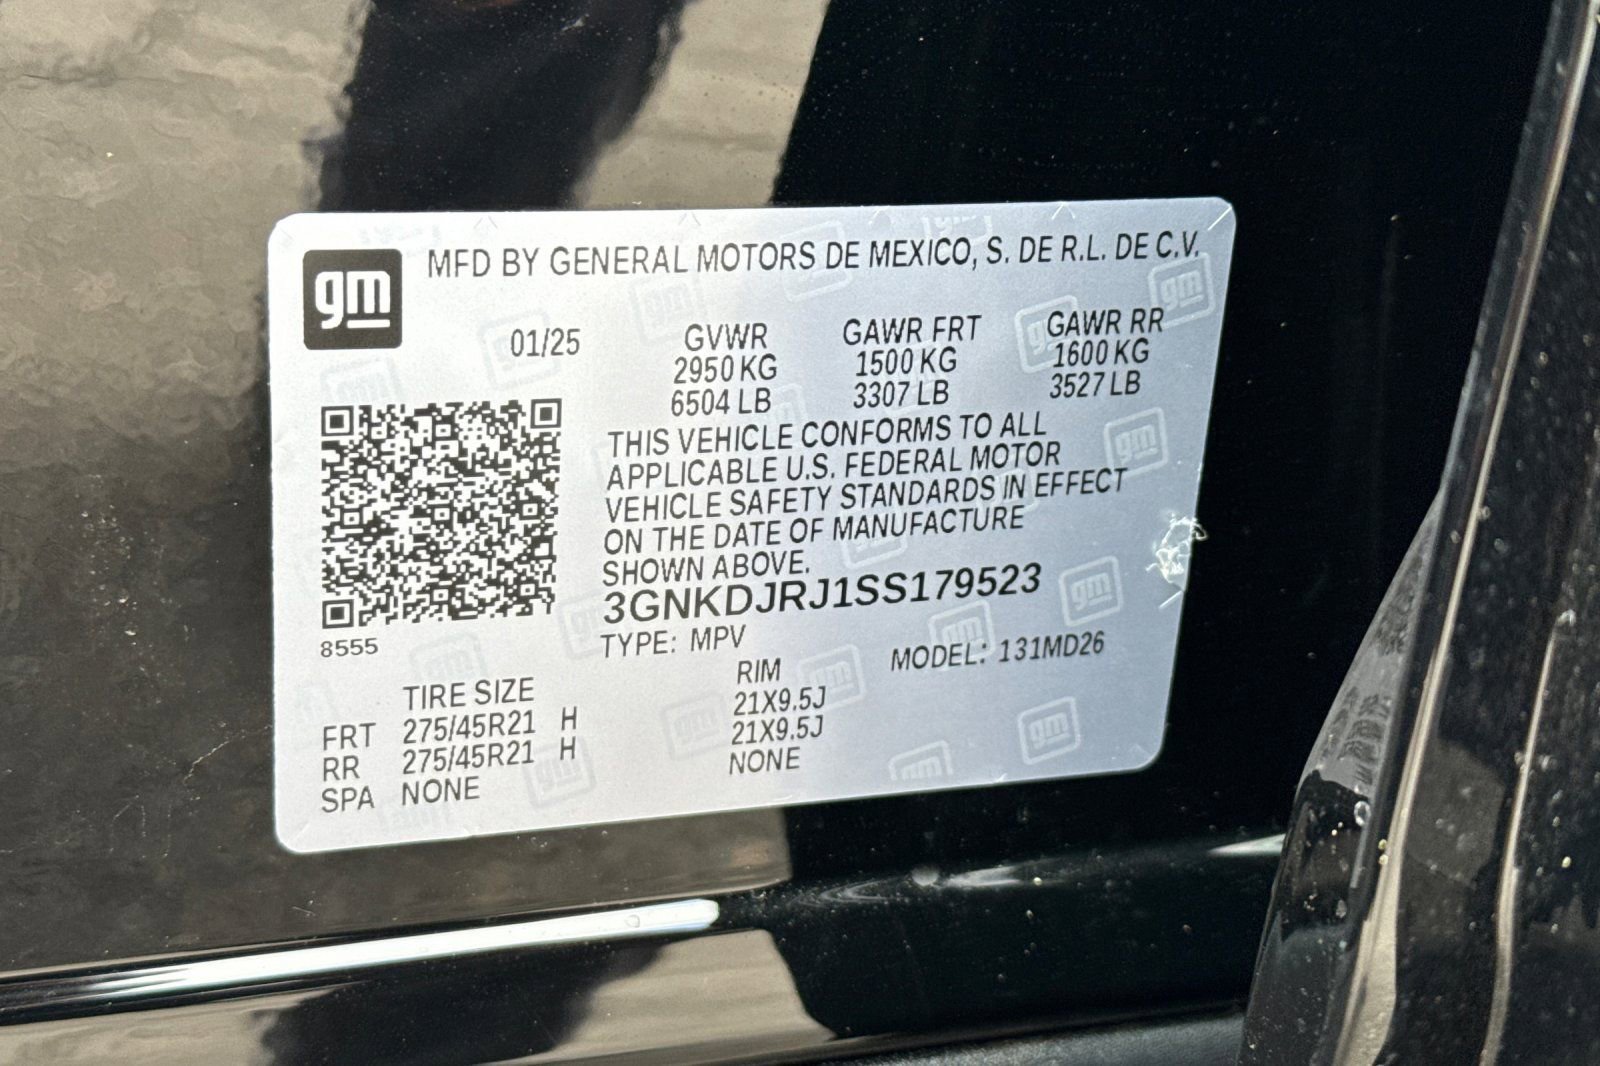 gm
MFD BY GENERAL MOTORS DE MEXICO, S. DE R.L. DE C.V.
01/25 GVWR GAWR FRT GAWR RR
2950 KG 1500 KG 1600 KG
6504 LB 3307 LB 3527 LB
THIS VEHICLE CONFORMS TO ALL
APPLICABLE U.S. FEDERAL MOTOR
VEHICLE SAFETY STANDARDS IN EFFECT
ON THE DATE OF MANUFACTURE
SHOWN ABOVE.
3GNKDJRJ1SS179523
8555
TYPE: MPV MODEL: 131MD26
TIRE SIZE RIM
FRT 275/45R21 H 21X9.5J
RR 275/45R21 H 21X9.5J
SPA NONE NONE